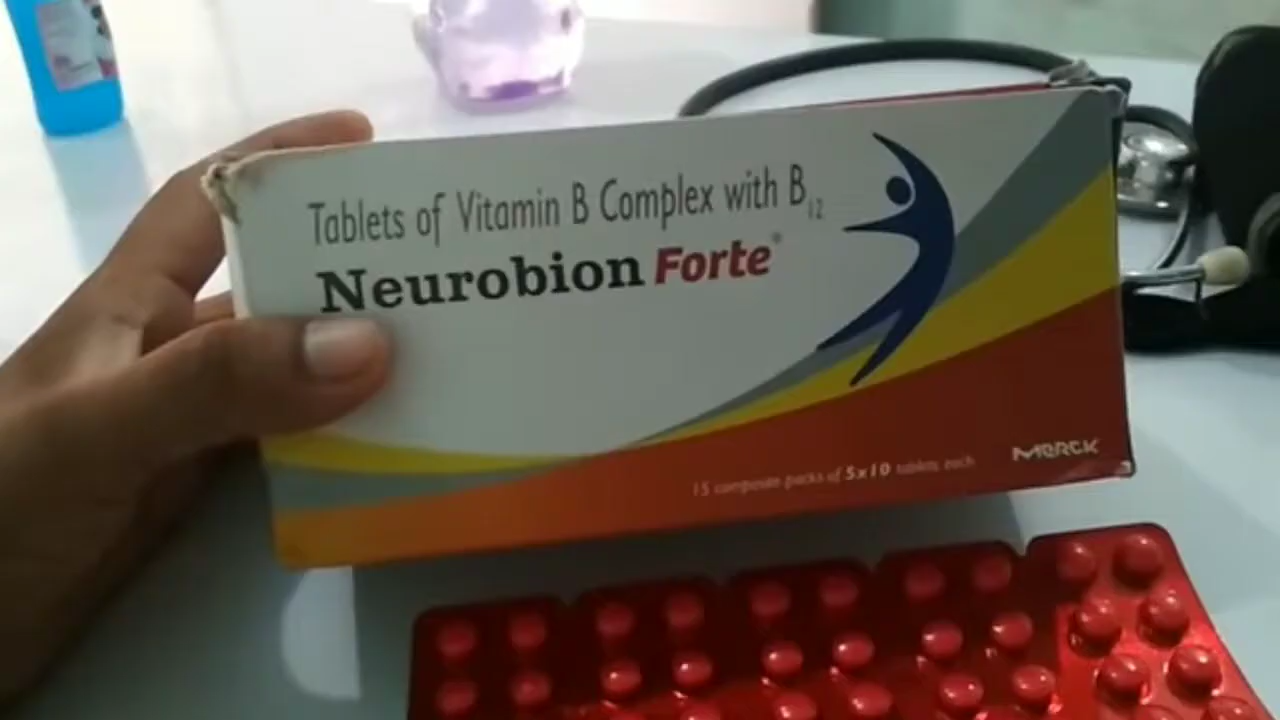 Tablets of Vitamin B Complex with B12
Neurobion Forte®
15 composite packs of 5x10 tablets each
MERCK